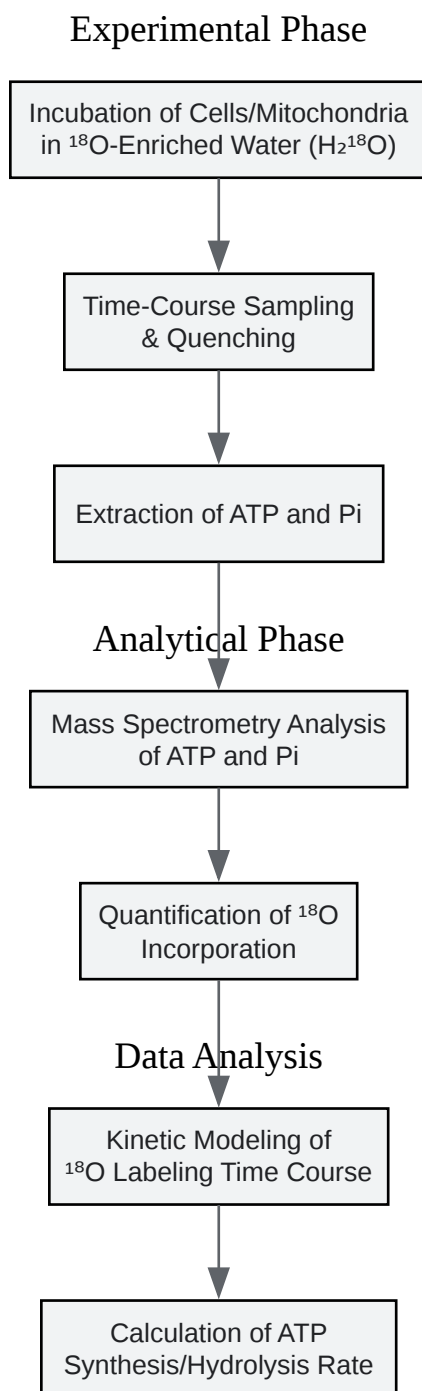 Experimental Phase
Incubation of Cells/Mitochondria
in ¹⁸O-Enriched Water (H₂¹⁸O)
Time-Course Sampling
& Quenching
Extraction of ATP and Pi
Analytical Phase
Mass Spectrometry Analysis
of ATP and Pi
Quantification of ¹⁸O
Incorporation
Data Analysis
Kinetic Modeling of
¹⁸O Labeling Time Course
Calculation of ATP
Synthesis/Hydrolysis Rate